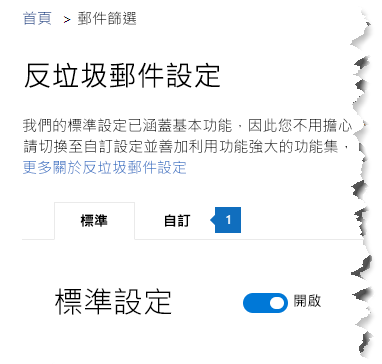 首頁 > 郵件篩選
反垃圾郵件設定
我們的標準設定已涵蓋基本功能，因此您不用擔心
請切換至自訂設定並善加利用功能強大的功能集，
更多關於反垃圾郵件設定
標準 自訂 1
標準設定 開啟